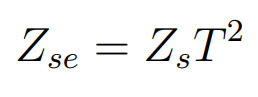 Z_{se} = Z_s T^2